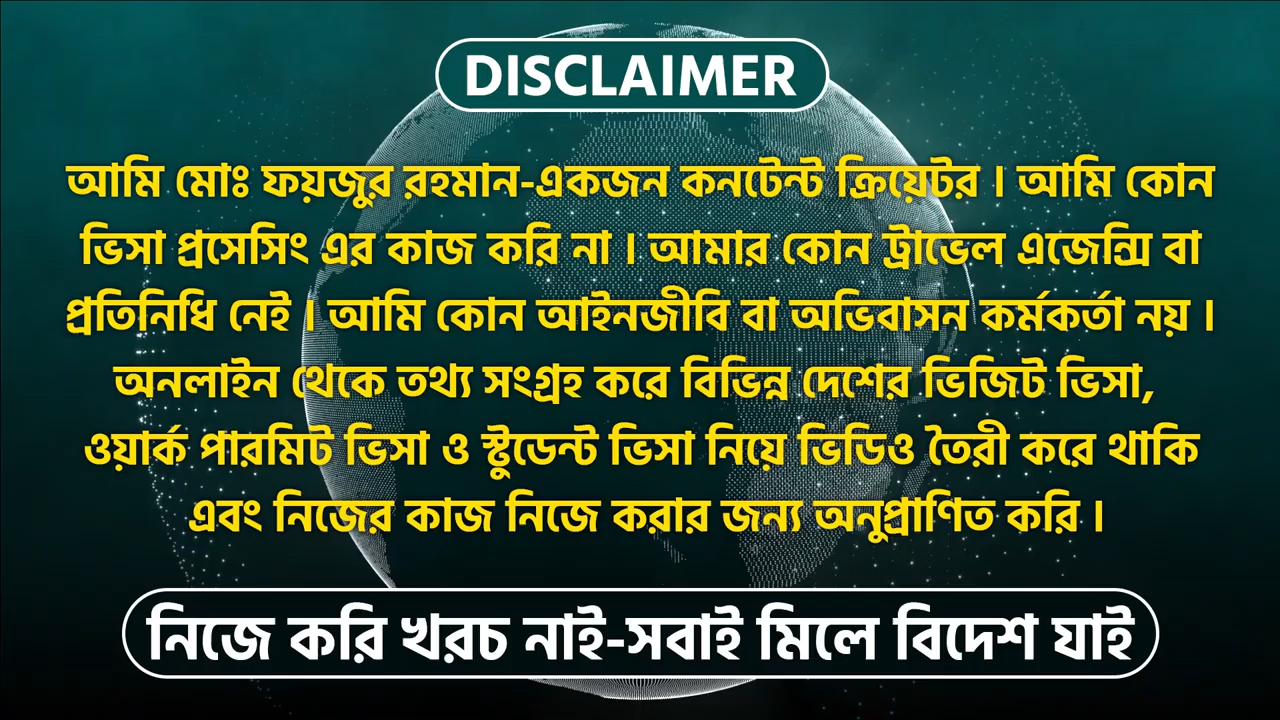 DISCLAIMER
আমি মোঃ ফয়জুর রহমান-একজন কনটেন্ট ক্রিয়েটর । আমি কোন
ভিসা প্রসেসিং এর কাজ করি না । আমার কোন ট্রাভেল এজেন্সি বা
প্রতিনিধি নেই । আমি কোন আইনজীবি বা অভিবাসন কর্মকর্তা নয় ।
অনলাইন থেকে তথ্য সংগ্রহ করে বিভিন্ন দেশের ভিজিট ভিসা,
ওয়ার্ক পারমিট ভিসা ও স্টুডেন্ট ভিসা নিয়ে ভিডিও তৈরী করে থাকি
এবং নিজের কাজ নিজে করার জন্য অনুপ্রাণিত করি ।
নিজে করি খরচ নাই-সবাই মিলে বিদেশ যাই